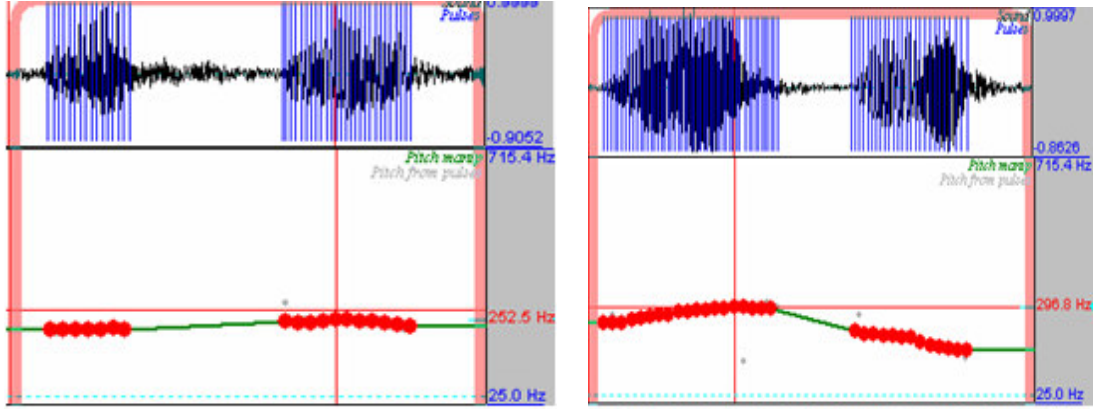 Sound 0.9999
Pulses
-0.9052
Pitch manip 715.4 Hz
Pitch from pulses
252.5 Hz
25.0 Hz
Sound 0.9997
Pulses
-0.8626
Pitch manip 715.4 Hz
Pitch from pulses
296.8 Hz
25.0 Hz